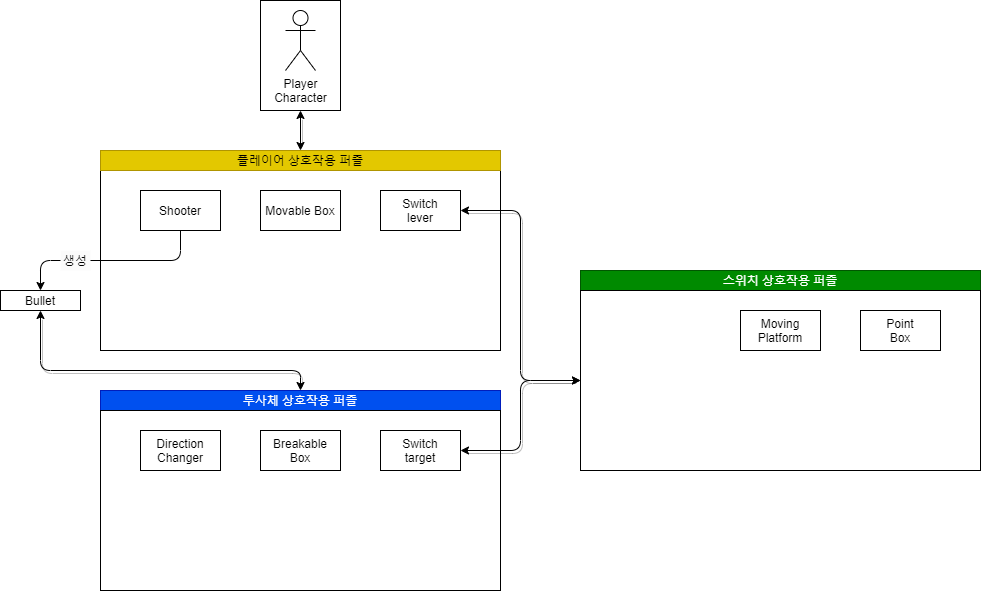 Player
Character
플레이어 상호작용 퍼즐
Shooter
Movable Box
Switch
lever
생성
Bullet
스위치 상호작용 퍼즐
Moving
Platform
Point
Box
투사체 상호작용 퍼즐
Direction
Changer
Breakable
Box
Switch
target